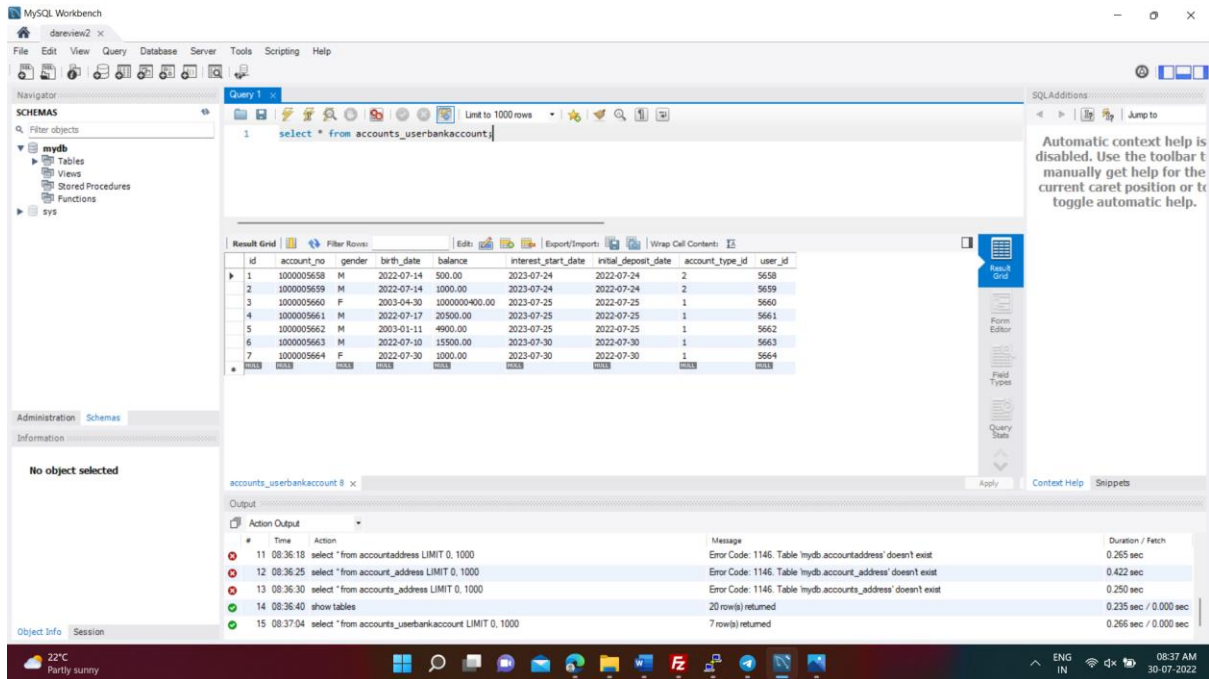 MySQL Workbench
dareview2 ×
File Edit View Query Database Server Tools Scripting Help
Navigator
SCHEMAS
Filter objects
mydb
Tables
Views
Stored Procedures
Functions
sys
Administration Schemas
Information
No object selected
Object Info Session
Query 1 ×
Limit to 1000 rows
1 select * from accounts_userbankaccount;
Result Grid Filter Rows: Edit: Export/Import: Wrap Cell Content:
id account_no gender birth_date balance interest_start_date initial_deposit_date account_type_id user_id
1 1000005658 M 2022-07-14 500.00 2023-07-24 2022-07-24 2 5658
2 1000005659 M 2022-07-14 1000.00 2023-07-24 2022-07-24 2 5659
3 1000005660 F 2003-04-30 1000000400.00 2023-07-25 2022-07-25 1 5660
4 1000005661 M 2022-07-17 20500.00 2023-07-25 2022-07-25 1 5661
5 1000005662 M 2003-01-11 4900.00 2023-07-25 2022-07-25 1 5662
6 1000005663 M 2022-07-10 15500.00 2023-07-30 2022-07-30 1 5663
7 1000005664 F 2022-07-30 1000.00 2023-07-30 2022-07-30 1 5664
NULL NULL NULL NULL NULL NULL NULL NULL NULL
Result
Grid
Form
Editor
Field
Types
Query
Stats
accounts_userbankaccount 8 ×
Apply
SQLAdditions
Jump to
Automatic context help is
disabled. Use the toolbar t
manually get help for the
current caret position or to
toggle automatic help.
Context Help Snippets
Output
Action Output
# Time Action Message Duration / Fetch
11 08:36:18 select * from accountaddress LIMIT 0, 1000 Error Code: 1146. Table 'mydb.accountaddress' doesn't exist 0.265 sec
12 08:36:25 select * from account_address LIMIT 0, 1000 Error Code: 1146. Table 'mydb.account_address' doesn't exist 0.422 sec
13 08:36:30 select * from accounts_address LIMIT 0, 1000 Error Code: 1146. Table 'mydb.accounts_address' doesn't exist 0.250 sec
14 08:36:40 show tables 20 row(s) returned 0.235 sec / 0.000 sec
15 08:37:04 select * from accounts_userbankaccount LIMIT 0, 1000 7 row(s) returned 0.266 sec / 0.000 sec
22°C
Partly sunny
ENG
IN
08:37 AM
30-07-2022